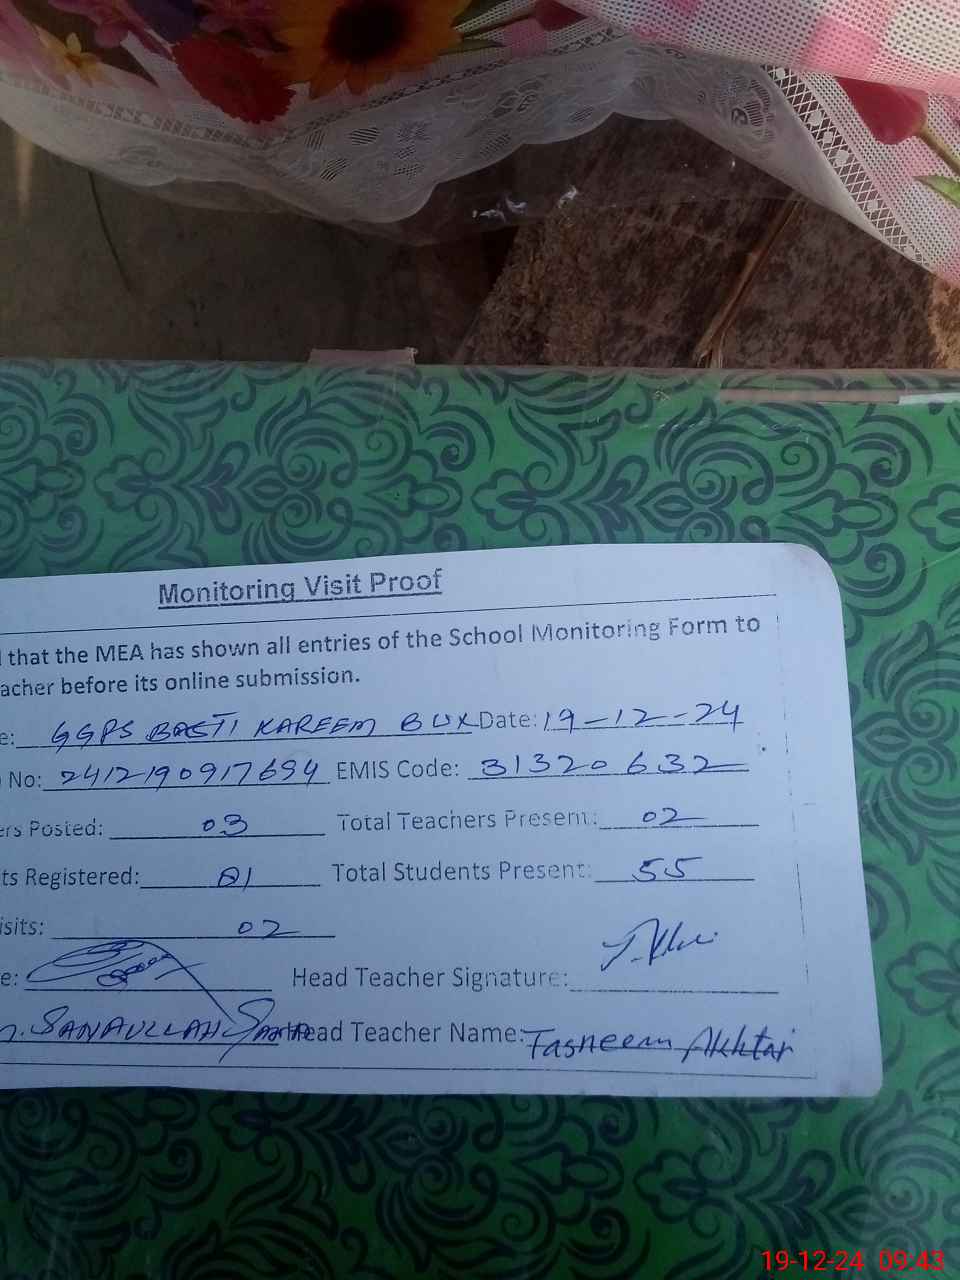 Monitoring Visit Proof
that the MEA has shown all entries of the School Monitoring Form to
acher before its online submission.
e: GGPS BASTI KAREEM BUX Date: 19-12-24
No: 2412190917694 EMIS Code: 31320632
ers Posted: 03 Total Teachers Present: 02
ts Registered: 81 Total Students Present: 55
isits: 02
e: Head Teacher Signature:
SANAULLAH Head Teacher Name: Tasneem Akhtar
19-12-24 09:43